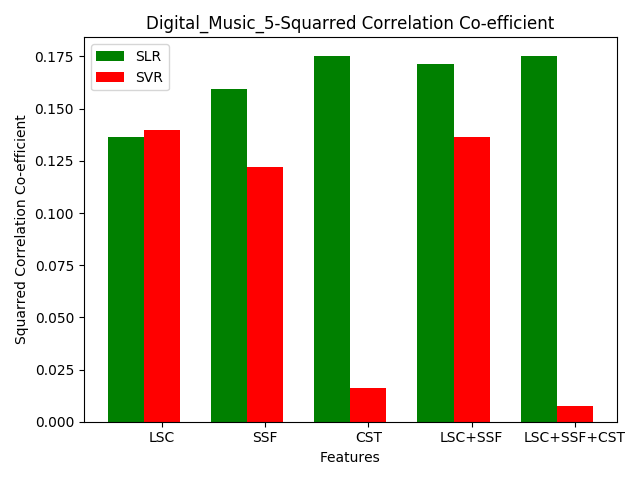 Digital_Music_5-Squarred Correlation Co-efficient
SLR
SVR
Squarred Correlation Co-efficient
0.175
0.150
0.125
0.100
0.075
0.050
0.025
0.000
LSC SSF CST LSC+SSF LSC+SSF+CST
Features